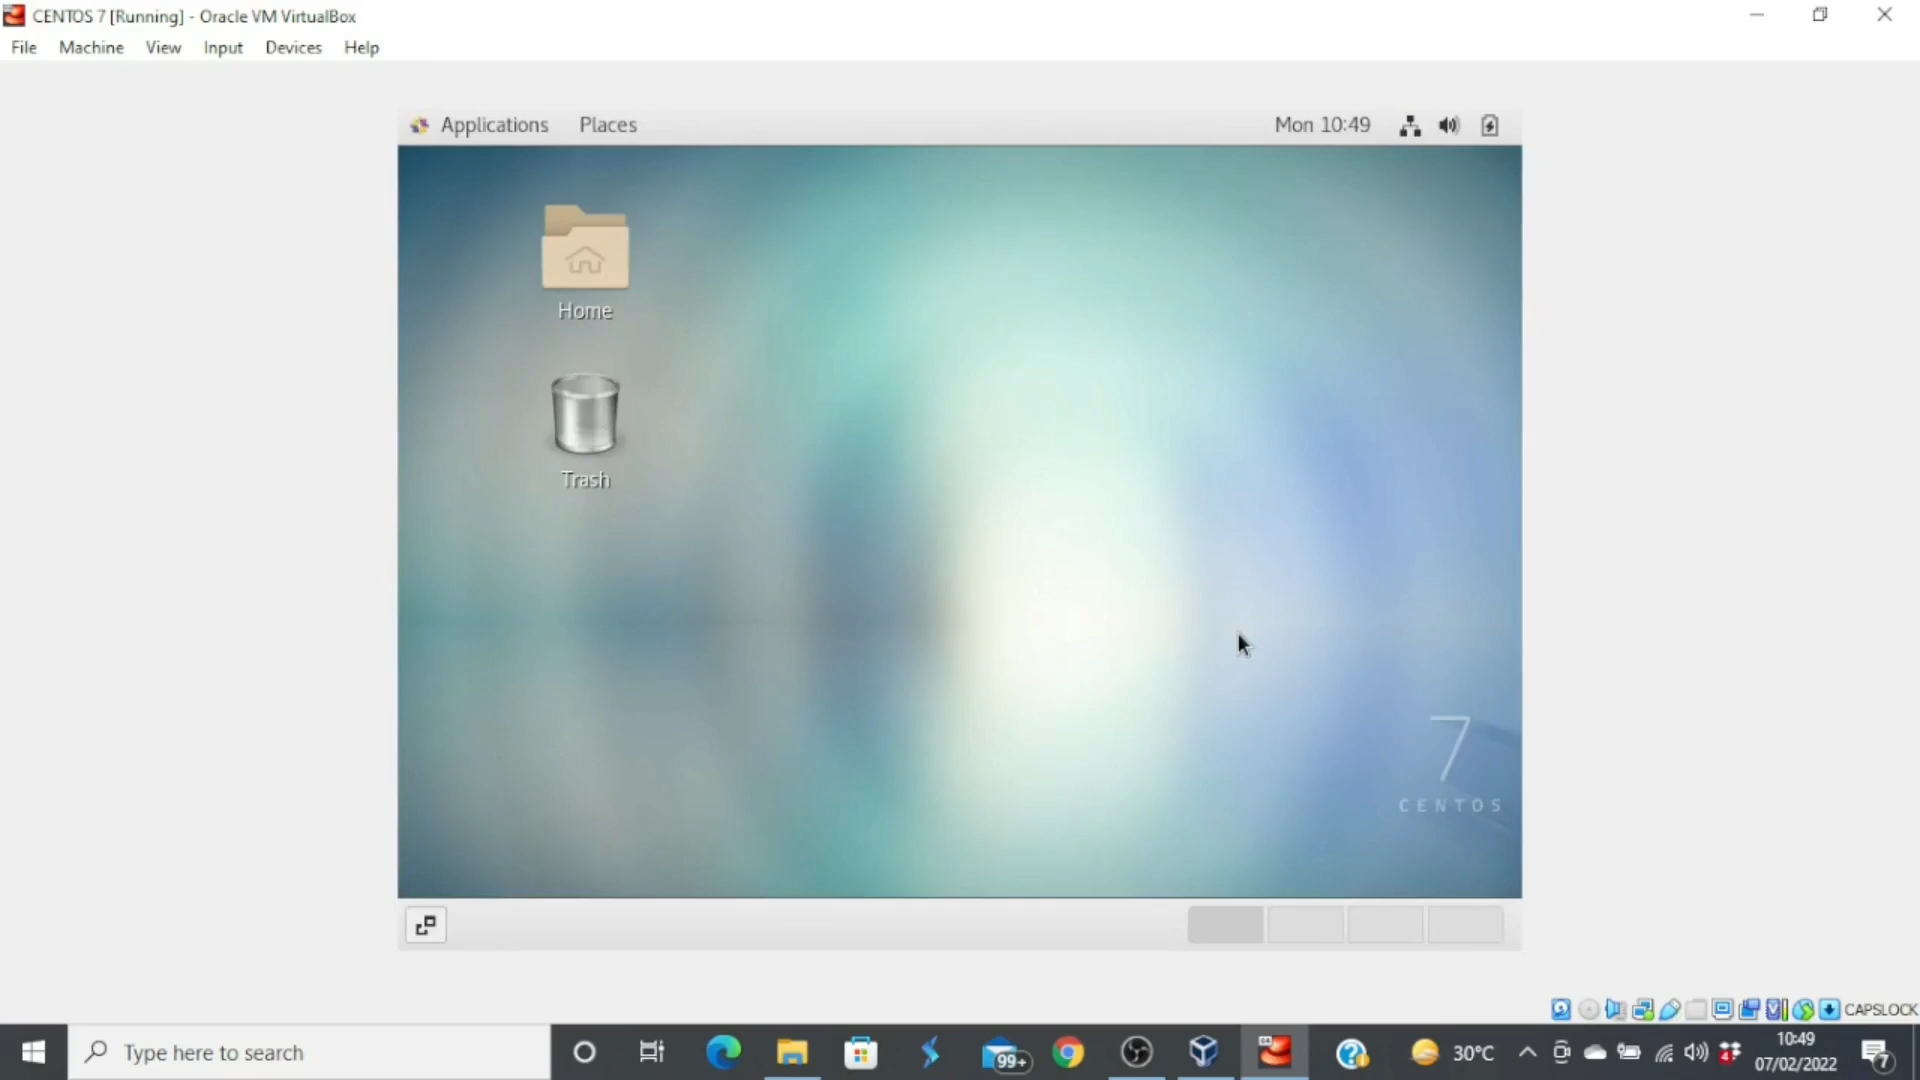 CENTOS 7 [Running] - Oracle VM VirtualBox
File Machine View Input Devices Help
Applications Places Mon 10:49
Home
Trash
7
CENTOS
CAPSLOCK
Type here to search
99+
30°C
10:49
07/02/2022
7